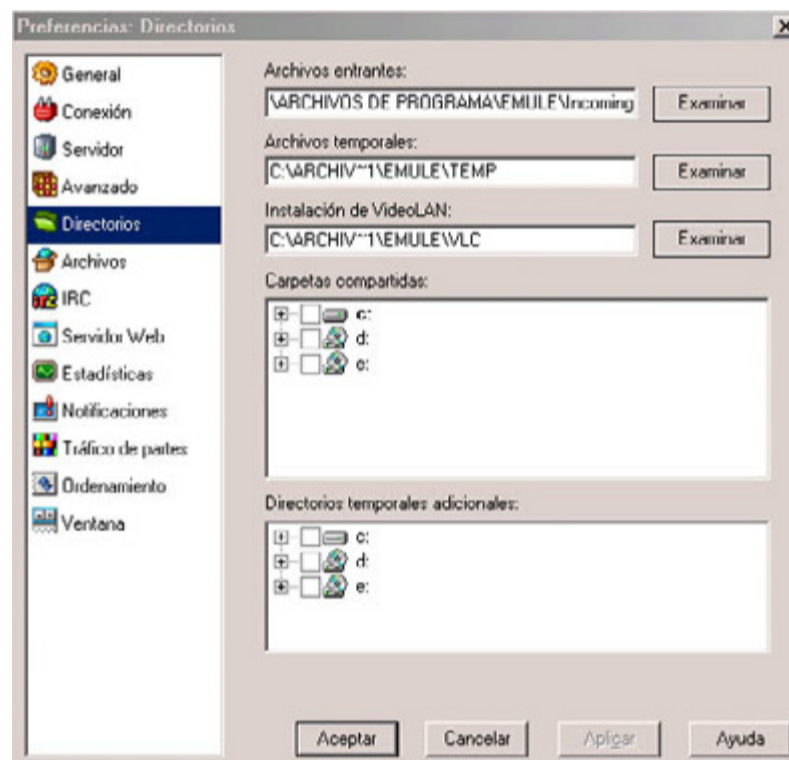 Preferencias: Directorios
General
Conexión
Servidor
Avanzado
Directorios
Archivos
IRC
Servidor Web
Estadísticas
Notificaciones
Tráfico de partes
Ordenamiento
Ventana
Archivos entrantes:
\ARCHIVOS DE PROGRAMA\EMULE\Incoming
Examinar
Archivos temporales:
C:\ARCHIV~1\EMULE\TEMP
Examinar
Instalación de VideoLAN:
C:\ARCHIV~1\EMULE\VLC
Examinar
Carpetas compartidas:
c:
d:
e:
Directorios temporales adicionales:
c:
d:
e:
Aceptar
Cancelar
Aplicar
Ayuda